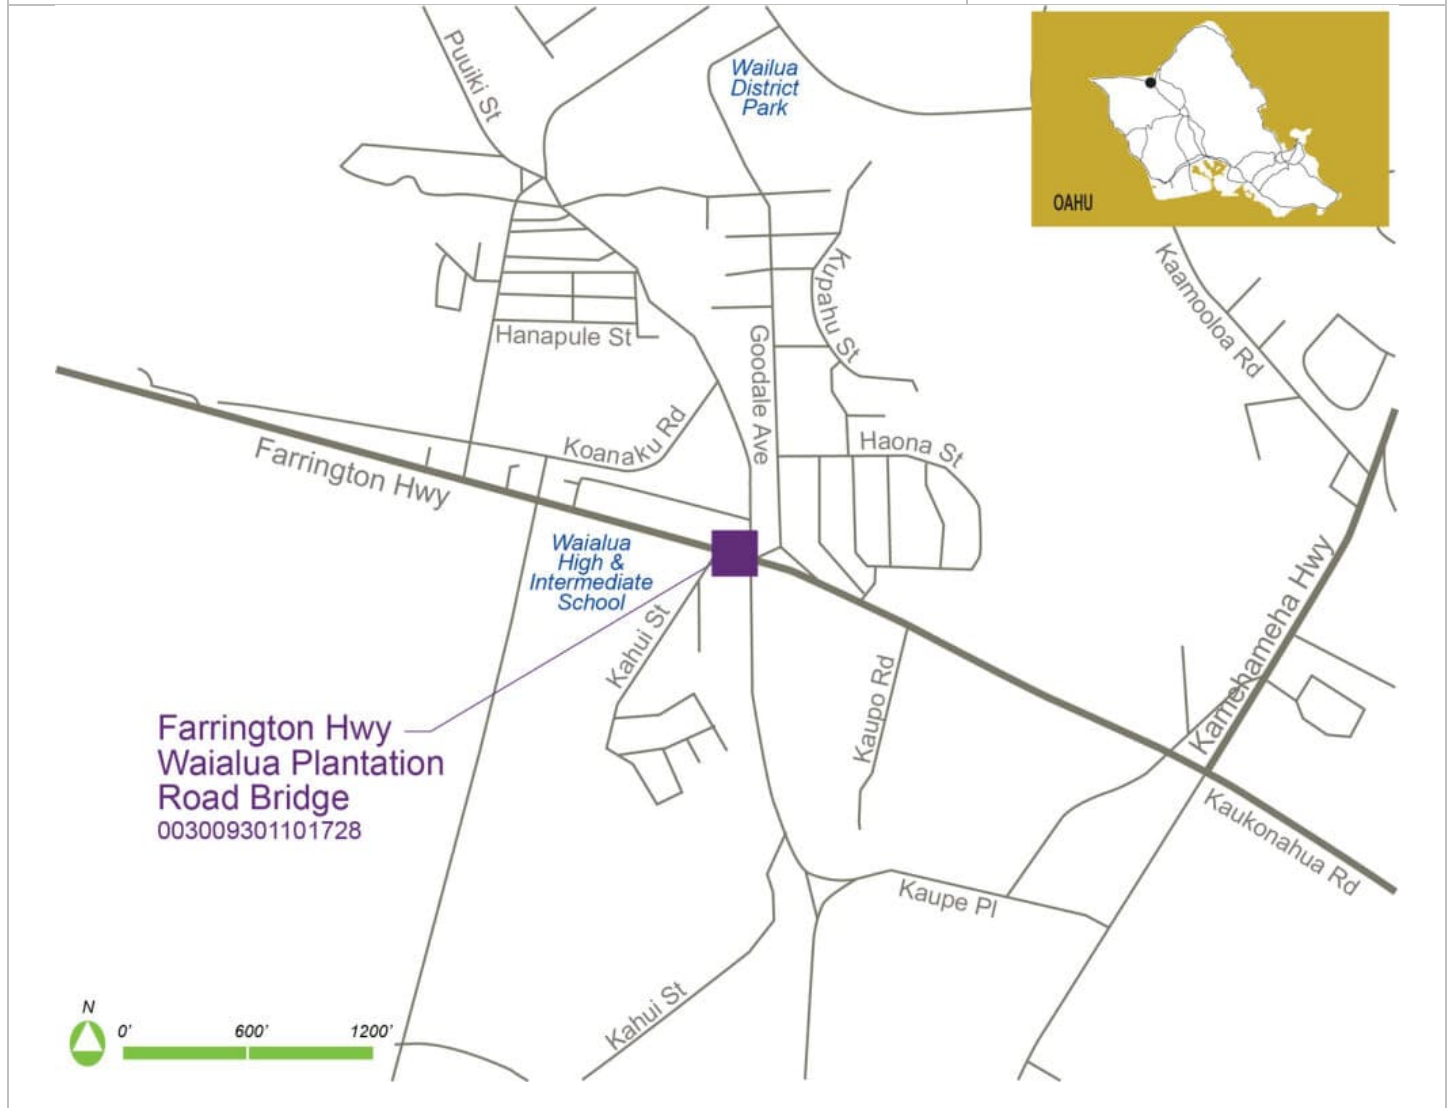 Puuiki St
Wailua
District
Park
OAHU
Kaamooloa Rd
Kupahu St
Hanapule St
Goodale Ave
Koanaku Rd
Haona St
Farrington Hwy
Waialua
High &
Intermediate
School
Kahui St
Kamehameha Hwy
Kaupo Rd
Farrington Hwy
Waialua Plantation
Road Bridge
003009301101728
Kaukonahua Rd
Kaupe Pl
Kahui St
N
0' 600' 1200'